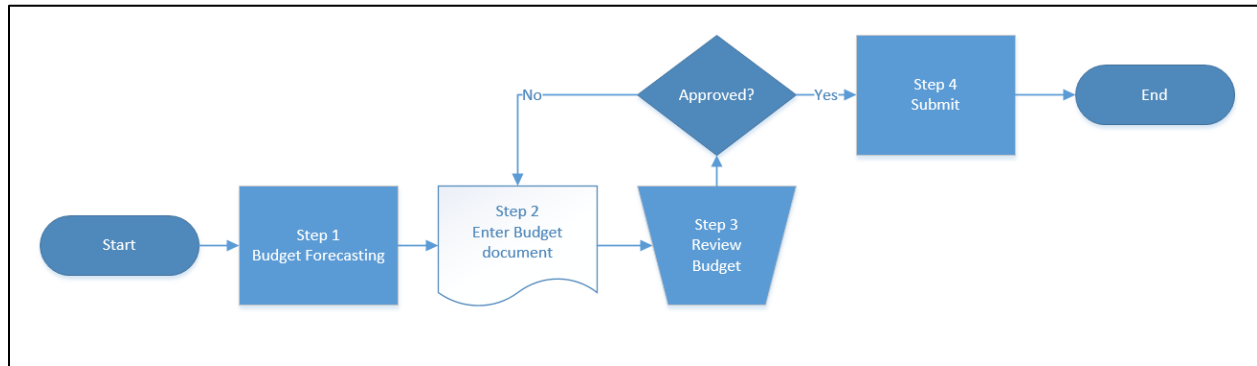 Start
Step 1
Budget Forecasting
Step 2
Enter Budget
document
Step 3
Review
Budget
Approved?
No
Yes
Step 4
Submit
End